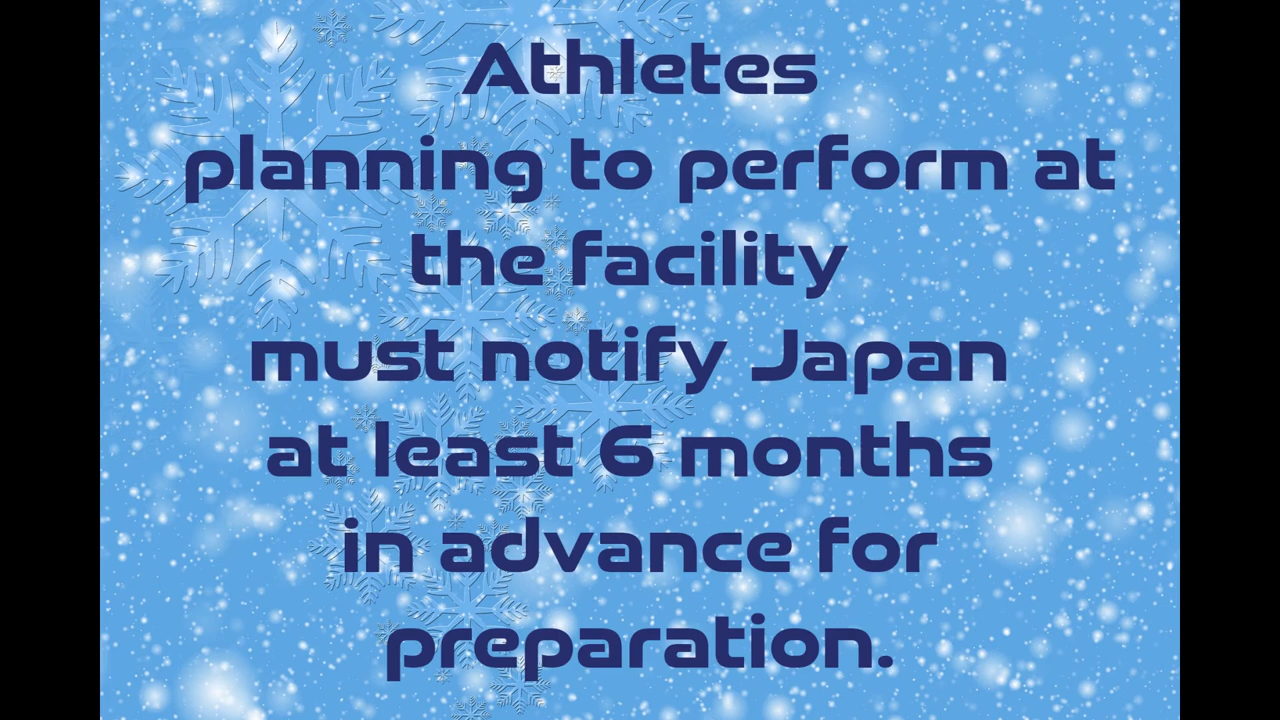 Athletes
planning to perform at
the facility
must notify Japan
at least 6 months
in advance for
preparation.